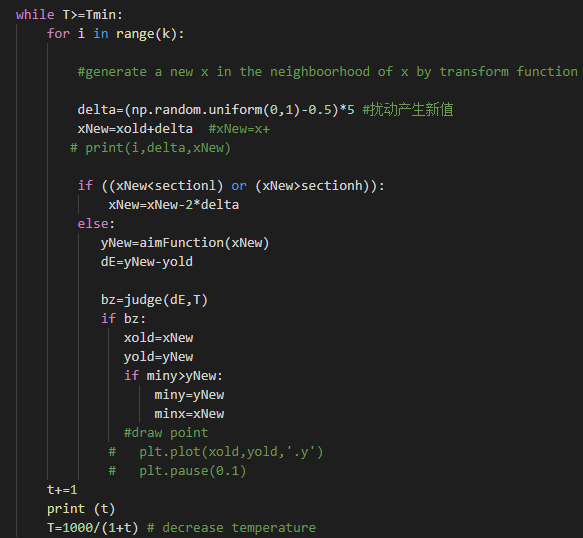 while T>=Tmin:
for i in range(k):
#generate a new x in the neighboorhood of x by transform function
delta=(np.random.uniform(0,1)-0.5)*5 #扰动产生新值
xNew=xold+delta  #xNew=x+
# print(i,delta,xNew)
if ((xNew<sectionl) or (xNew>sectionh)):
xNew=xNew-2*delta
else:
yNew=aimFunction(xNew)
dE=yNew-yold
bz=judge(dE,T)
if bz:
xold=xNew
yold=yNew
if miny>yNew:
miny=yNew
minx=xNew
#draw point
#   plt.plot(xold,yold,'.y')
#   plt.pause(0.1)
t+=1
print (t)
T=1000/(1+t) # decrease temperature